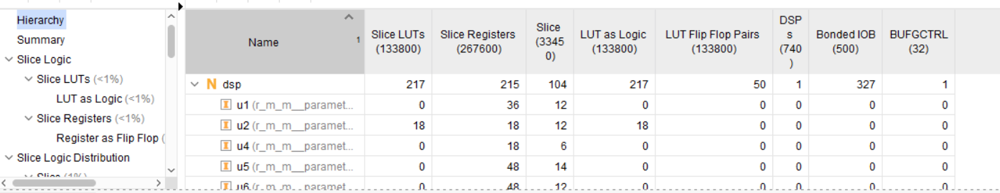 Hierarchy
Summary
Slice Logic
Slice LUTs (<1%)
LUT as Logic (<1%)
Slice Registers (<1%)
Register as Flip Flop (
Slice Logic Distribution
Slice (1%)
Name 1
Slice LUTs (133800)
Slice Registers (267600)
Slice (33450)
LUT as Logic (133800)
LUT Flip Flop Pairs (133800)
DSPs (740)
Bonded IOB (500)
BUFGCTRL (32)
N dsp 217 215 104 217 50 1 327 1
I u1 (r_m_m__paramet... 0 36 12 0 0 0 0 0
I u2 (r_m_m__paramet... 18 18 12 18 0 0 0 0
I u4 (r_m_m__paramet... 0 18 6 0 0 0 0 0
I u5 (r_m_m__paramet... 0 48 14 0 0 0 0 0
I u6 (r_m_m__paramet... 0 48 12 0 0 0 0 0